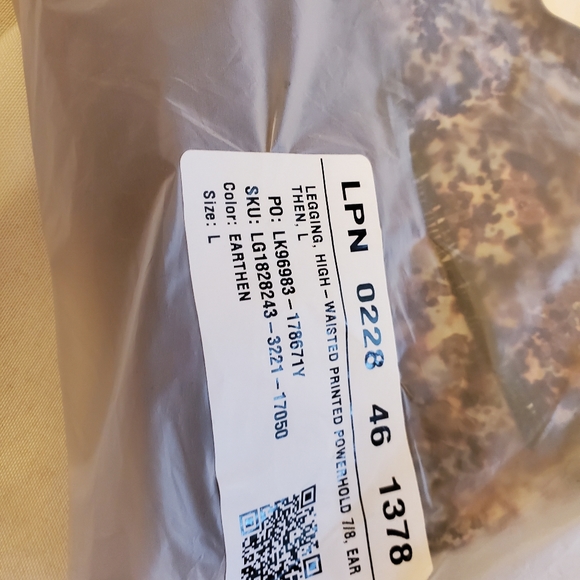 LPN 0228 46 1378
LEGGING, HIGH-WAISTED PRINTED POWERHOLD 7/8, EAR
THEN, L
PO: LK96983-178671Y
SKU: LG1828243-3221-17050
Color: EARTHEN
Size: L